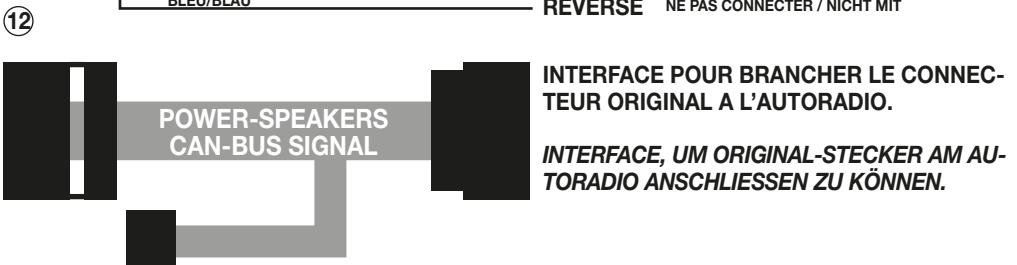 BLEU/BLAU
REVERSE NE PAS CONNECTER / NICHT MIT
12
POWER-SPEAKERS
CAN-BUS SIGNAL
INTERFACE POUR BRANCHER LE CONNEC-
TEUR ORIGINAL A L'AUTORADIO.
INTERFACE, UM ORIGINAL-STECKER AM AU-
TORADIO ANSCHLIESSEN ZU KÖNNEN.